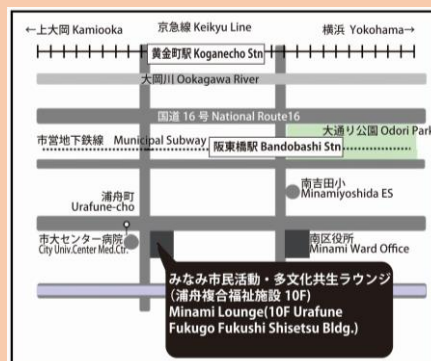 ←上大岡 Kamiooka 京急線 Keikyu Line 横浜 Yokohama→
黄金町駅 Koganecho Stn
大岡川 Ookagawa River
国道 16 号 National Route16
大通り公園 Odori Park
市営地下鉄線 Municipal Subway 阪東橋駅 Bandobashi Stn
南吉田小
Minamiyoshida ES
浦舟町
Urafune-cho
市大センター病院
City Univ.Center Med.Ctr.
南区役所
Minami Ward Office
みなみ市民活動・多文化共生ラウンジ
(浦舟複合福祉施設 10F)
Minami Lounge(10F Urafune
Fukugo Fukushi Shisetsu Bldg.)